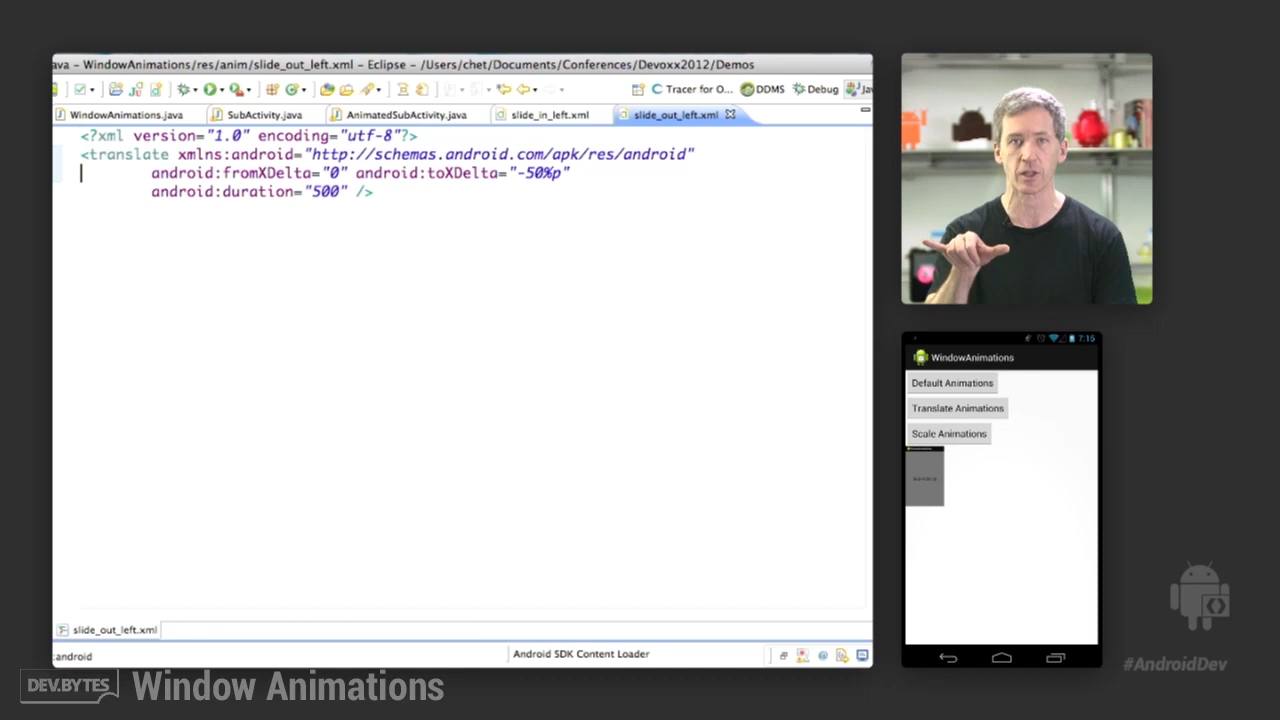 ava - WindowAnimations/res/anim/slide_out_left.xml - Eclipse - /Users/chet/Documents/Conferences/Devoxx2012/Demos
Tracer for O... DDMS Debug Jav
WindowAnimations.java SubActivity.java AnimatedSubActivity.java slide_in_left.xml slide_out_left.xml
<?xml version="1.0" encoding="utf-8"?>
<translate xmlns:android="http://schemas.android.com/apk/res/android"
android:fromXDelta="0" android:toXDelta="-50%p"
android:duration="500" />
slide_out_left.xml
:android
Android SDK Content Loader
7:15
WindowAnimations
Default Animations
Translate Animations
Scale Animations
DEV.BYTES Window Animations
#AndroidDev